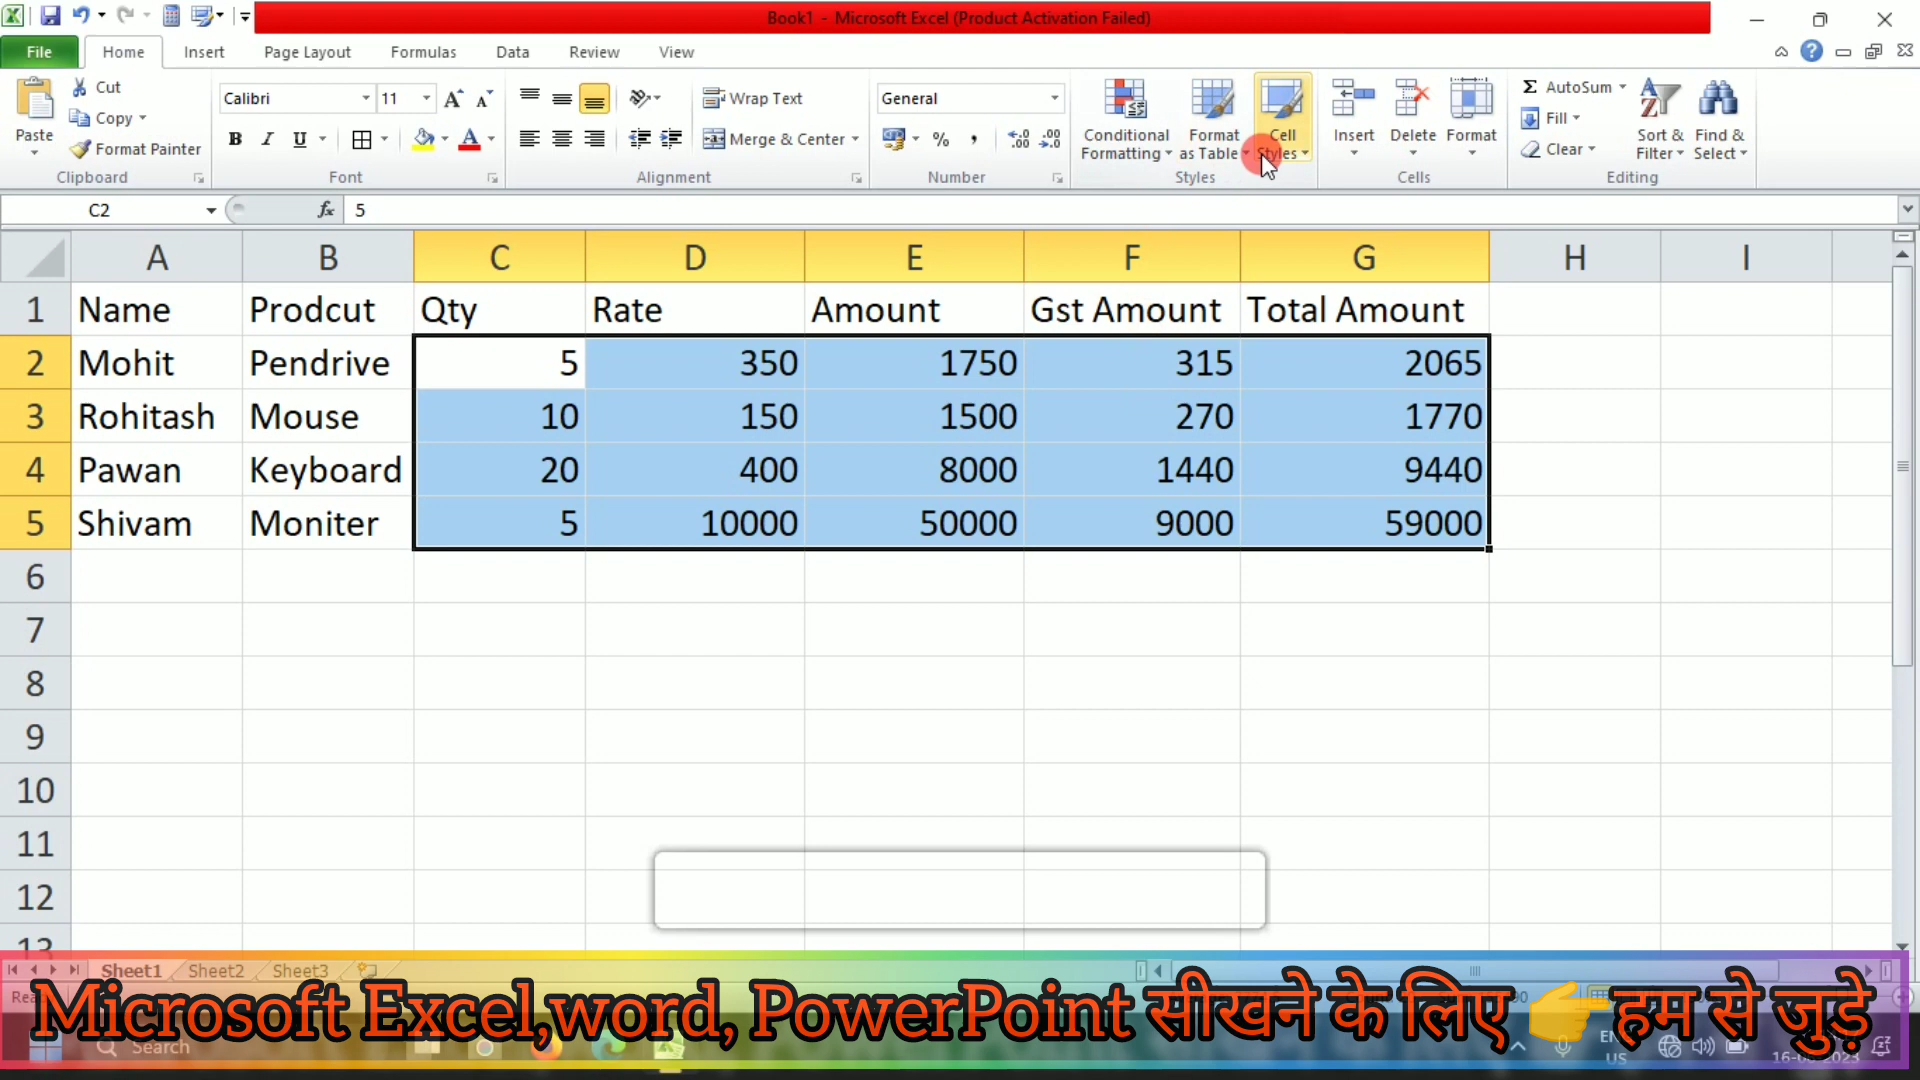 Book1 - Microsoft Excel (Product Activation Failed)
File Home Insert Page Layout Formulas Data Review View
Paste
Cut
Copy
Format Painter
Clipboard
Calibri 11
B I U
Font
Wrap Text
Merge & Center
Alignment
General
% ,
Number
Conditional Formatting
Format as Table
Cell Styles
Styles
Insert Delete Format
Cells
Σ AutoSum
Fill
Clear
Sort & Filter
Find & Select
Editing
C2 fx 5
A B C D E F G H I
1 Name Prodcut Qty Rate Amount Gst Amount Total Amount
2 Mohit Pendrive 5 350 1750 315 2065
3 Rohitash Mouse 10 150 1500 270 1770
4 Pawan Keyboard 20 400 8000 1440 9440
5 Shivam Moniter 5 10000 50000 9000 59000
6
7
8
9
10
11
12
13
Sheet1 Sheet2 Sheet3
Microsoft Excel,word, PowerPoint सीखने के लिए 👉हम से जुड़े
Search